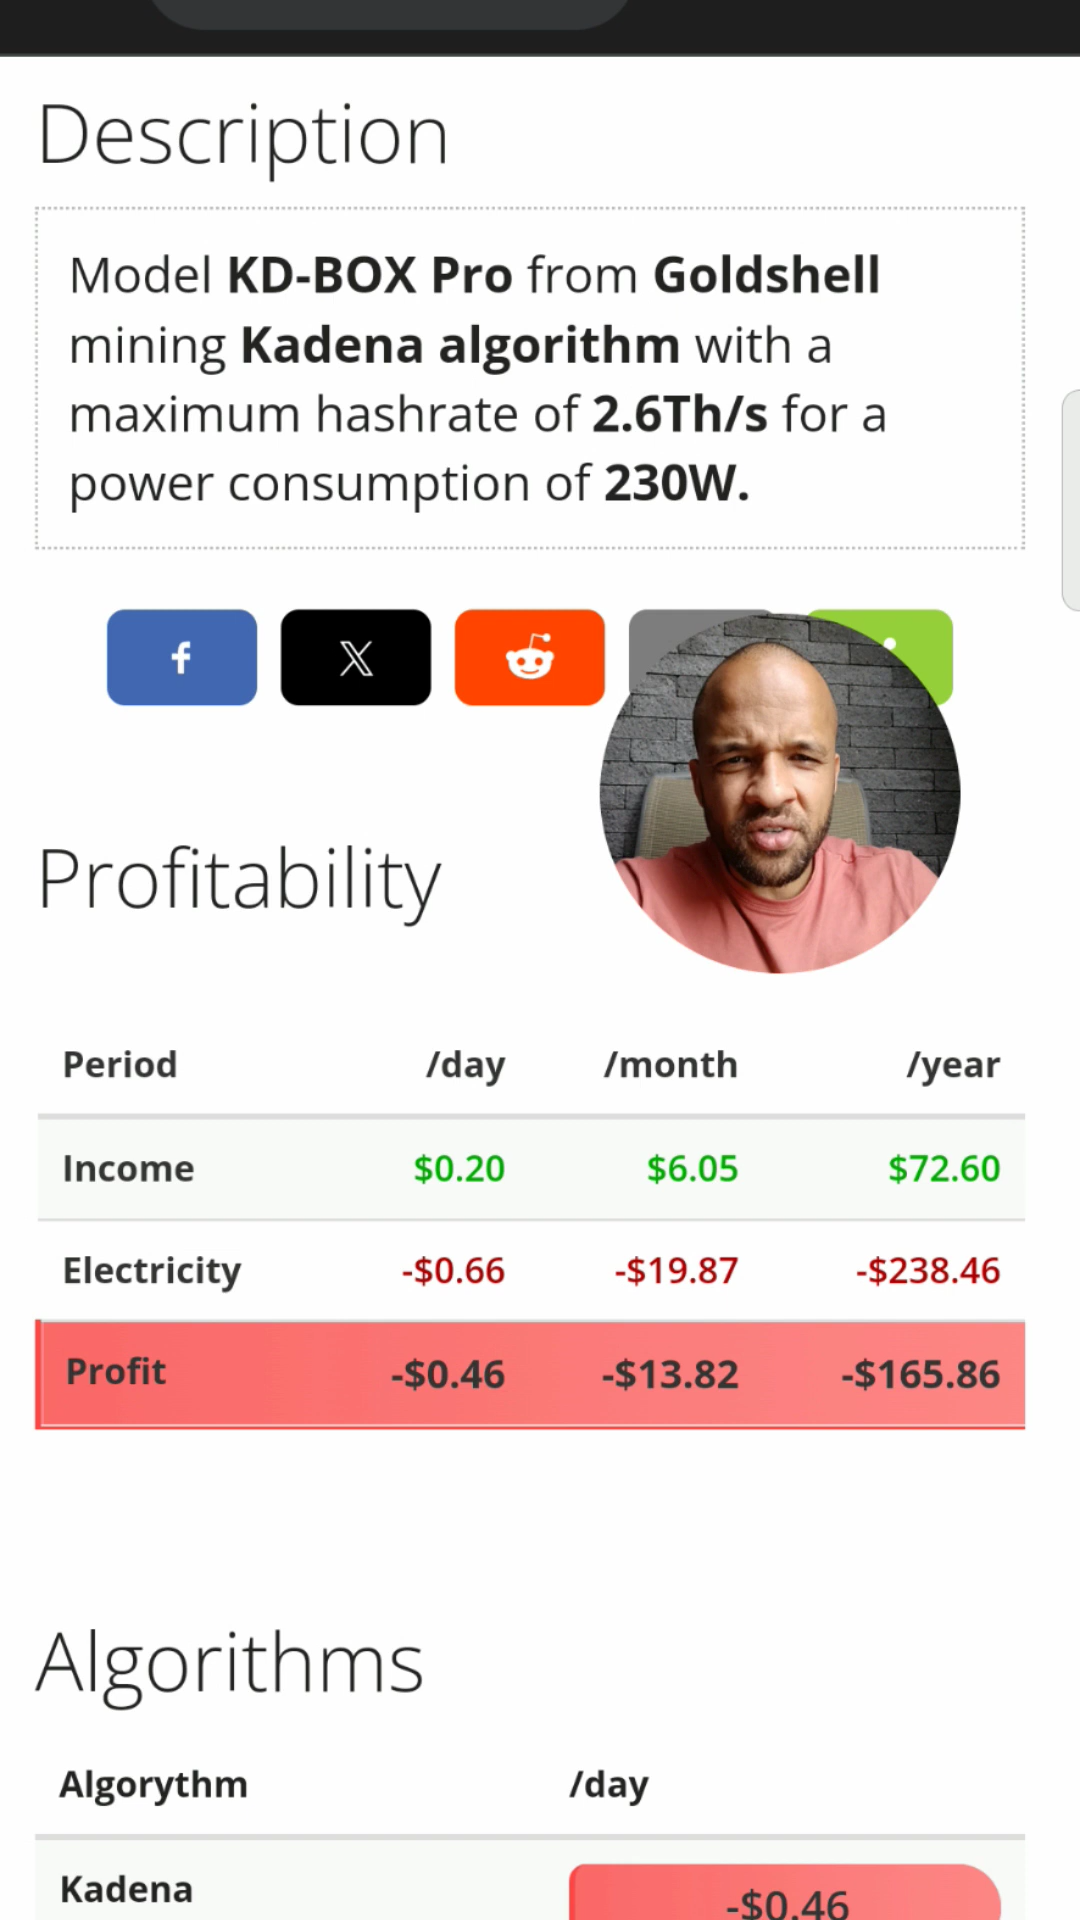 Description
Model KD-BOX Pro from Goldshell
mining Kadena algorithm with a
maximum hashrate of 2.6Th/s for a
power consumption of 230W.
Profitability
Period /day /month /year
Income $0.20 $6.05 $72.60
Electricity -$0.66 -$19.87 -$238.46
Profit -$0.46 -$13.82 -$165.86
Algorithms
Algorythm /day
Kadena -$0.46